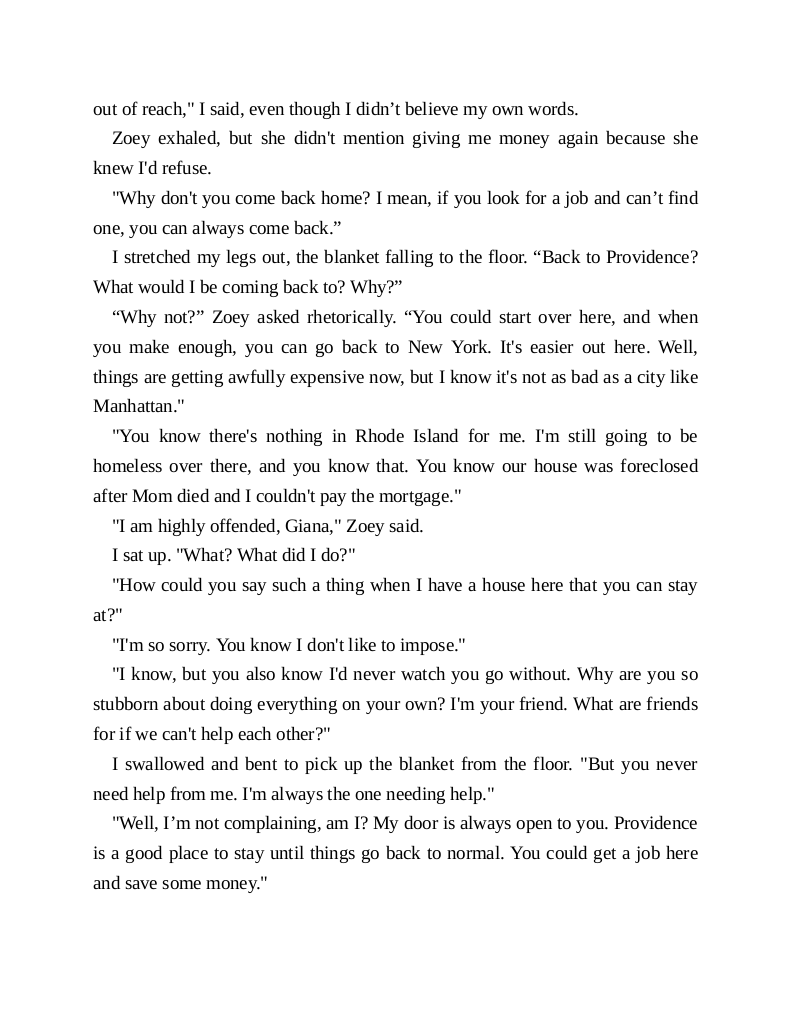 out of reach," I said, even though I didn’t believe my own words.
Zoey exhaled, but she didn't mention giving me money again because she
knew I'd refuse.
"Why don't you come back home? I mean, if you look for a job and can’t find
one, you can always come back.”
I stretched my legs out, the blanket falling to the floor. “Back to Providence?
What would I be coming back to? Why?”
“Why not?” Zoey asked rhetorically. “You could start over here, and when
you make enough, you can go back to New York. It's easier out here. Well,
things are getting awfully expensive now, but I know it's not as bad as a city like
Manhattan."
"You know there's nothing in Rhode Island for me. I'm still going to be
homeless over there, and you know that. You know our house was foreclosed
after Mom died and I couldn't pay the mortgage."
"I am highly offended, Giana," Zoey said.
I sat up. "What? What did I do?"
"How could you say such a thing when I have a house here that you can stay
at?"
"I'm so sorry. You know I don't like to impose."
"I know, but you also know I'd never watch you go without. Why are you so
stubborn about doing everything on your own? I'm your friend. What are friends
for if we can't help each other?"
I swallowed and bent to pick up the blanket from the floor. "But you never
need help from me. I'm always the one needing help."
"Well, I’m not complaining, am I? My door is always open to you. Providence
is a good place to stay until things go back to normal. You could get a job here
and save some money."